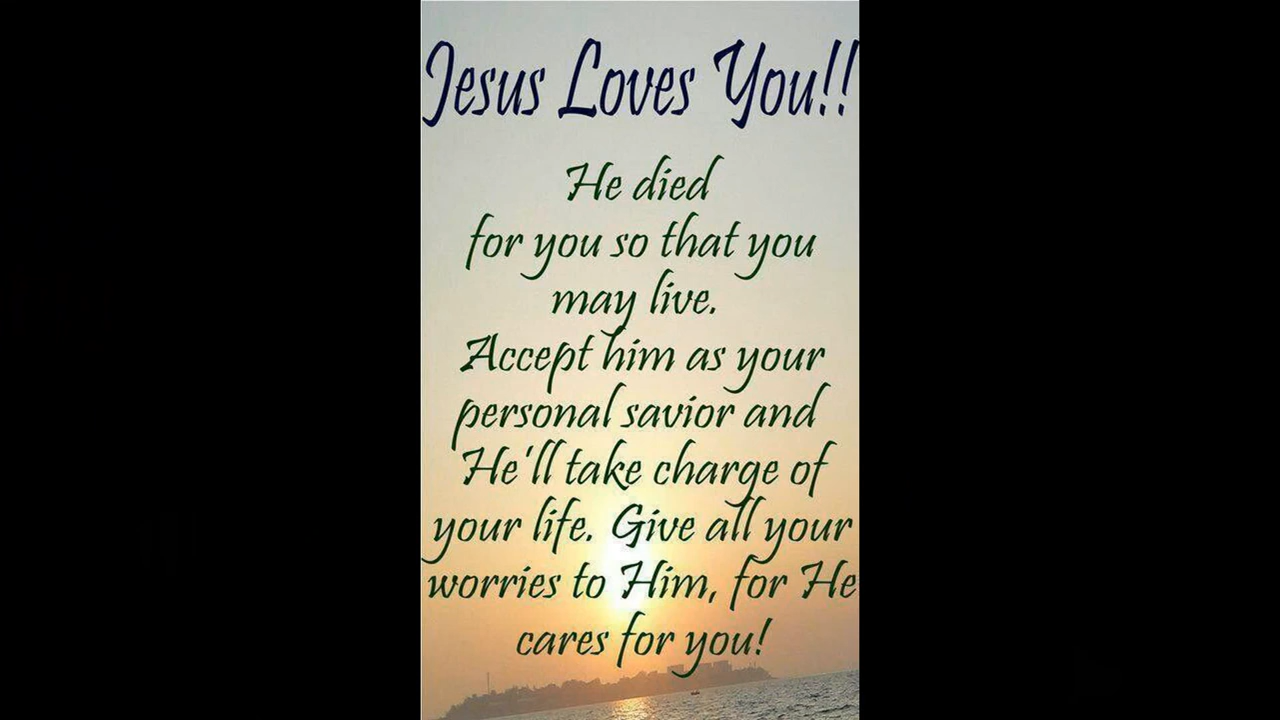 Jesus Loves You!!
He died
for you so that you
may live.
Accept him as your
personal savior and
He'll take charge of
your life. Give all your
worries to Him, for He
cares for you!